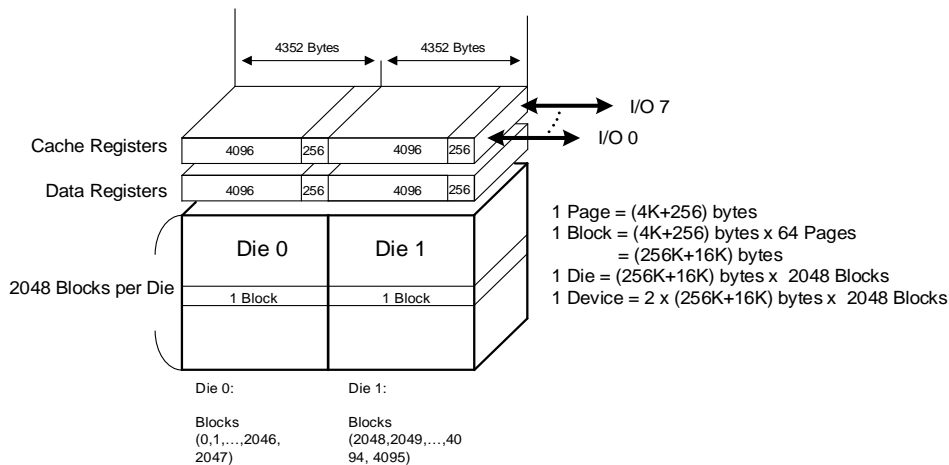 4352 Bytes
4352 Bytes
I/O 7
I/O 0
Cache Registers
4096
256
4096
256
Data Registers
4096
256
4096
256
1 Page = (4K+256) bytes
1 Block = (4K+256) bytes x 64 Pages
= (256K+16K) bytes
1 Die = (256K+16K) bytes x 2048 Blocks
1 Device = 2 x (256K+16K) bytes x 2048 Blocks
Die 0
Die 1
2048 Blocks per Die
1 Block
1 Block
Die 0:
Blocks
(0,1,...,2046,
2047)
Die 1:
Blocks
(2048,2049,...,40
94, 4095)